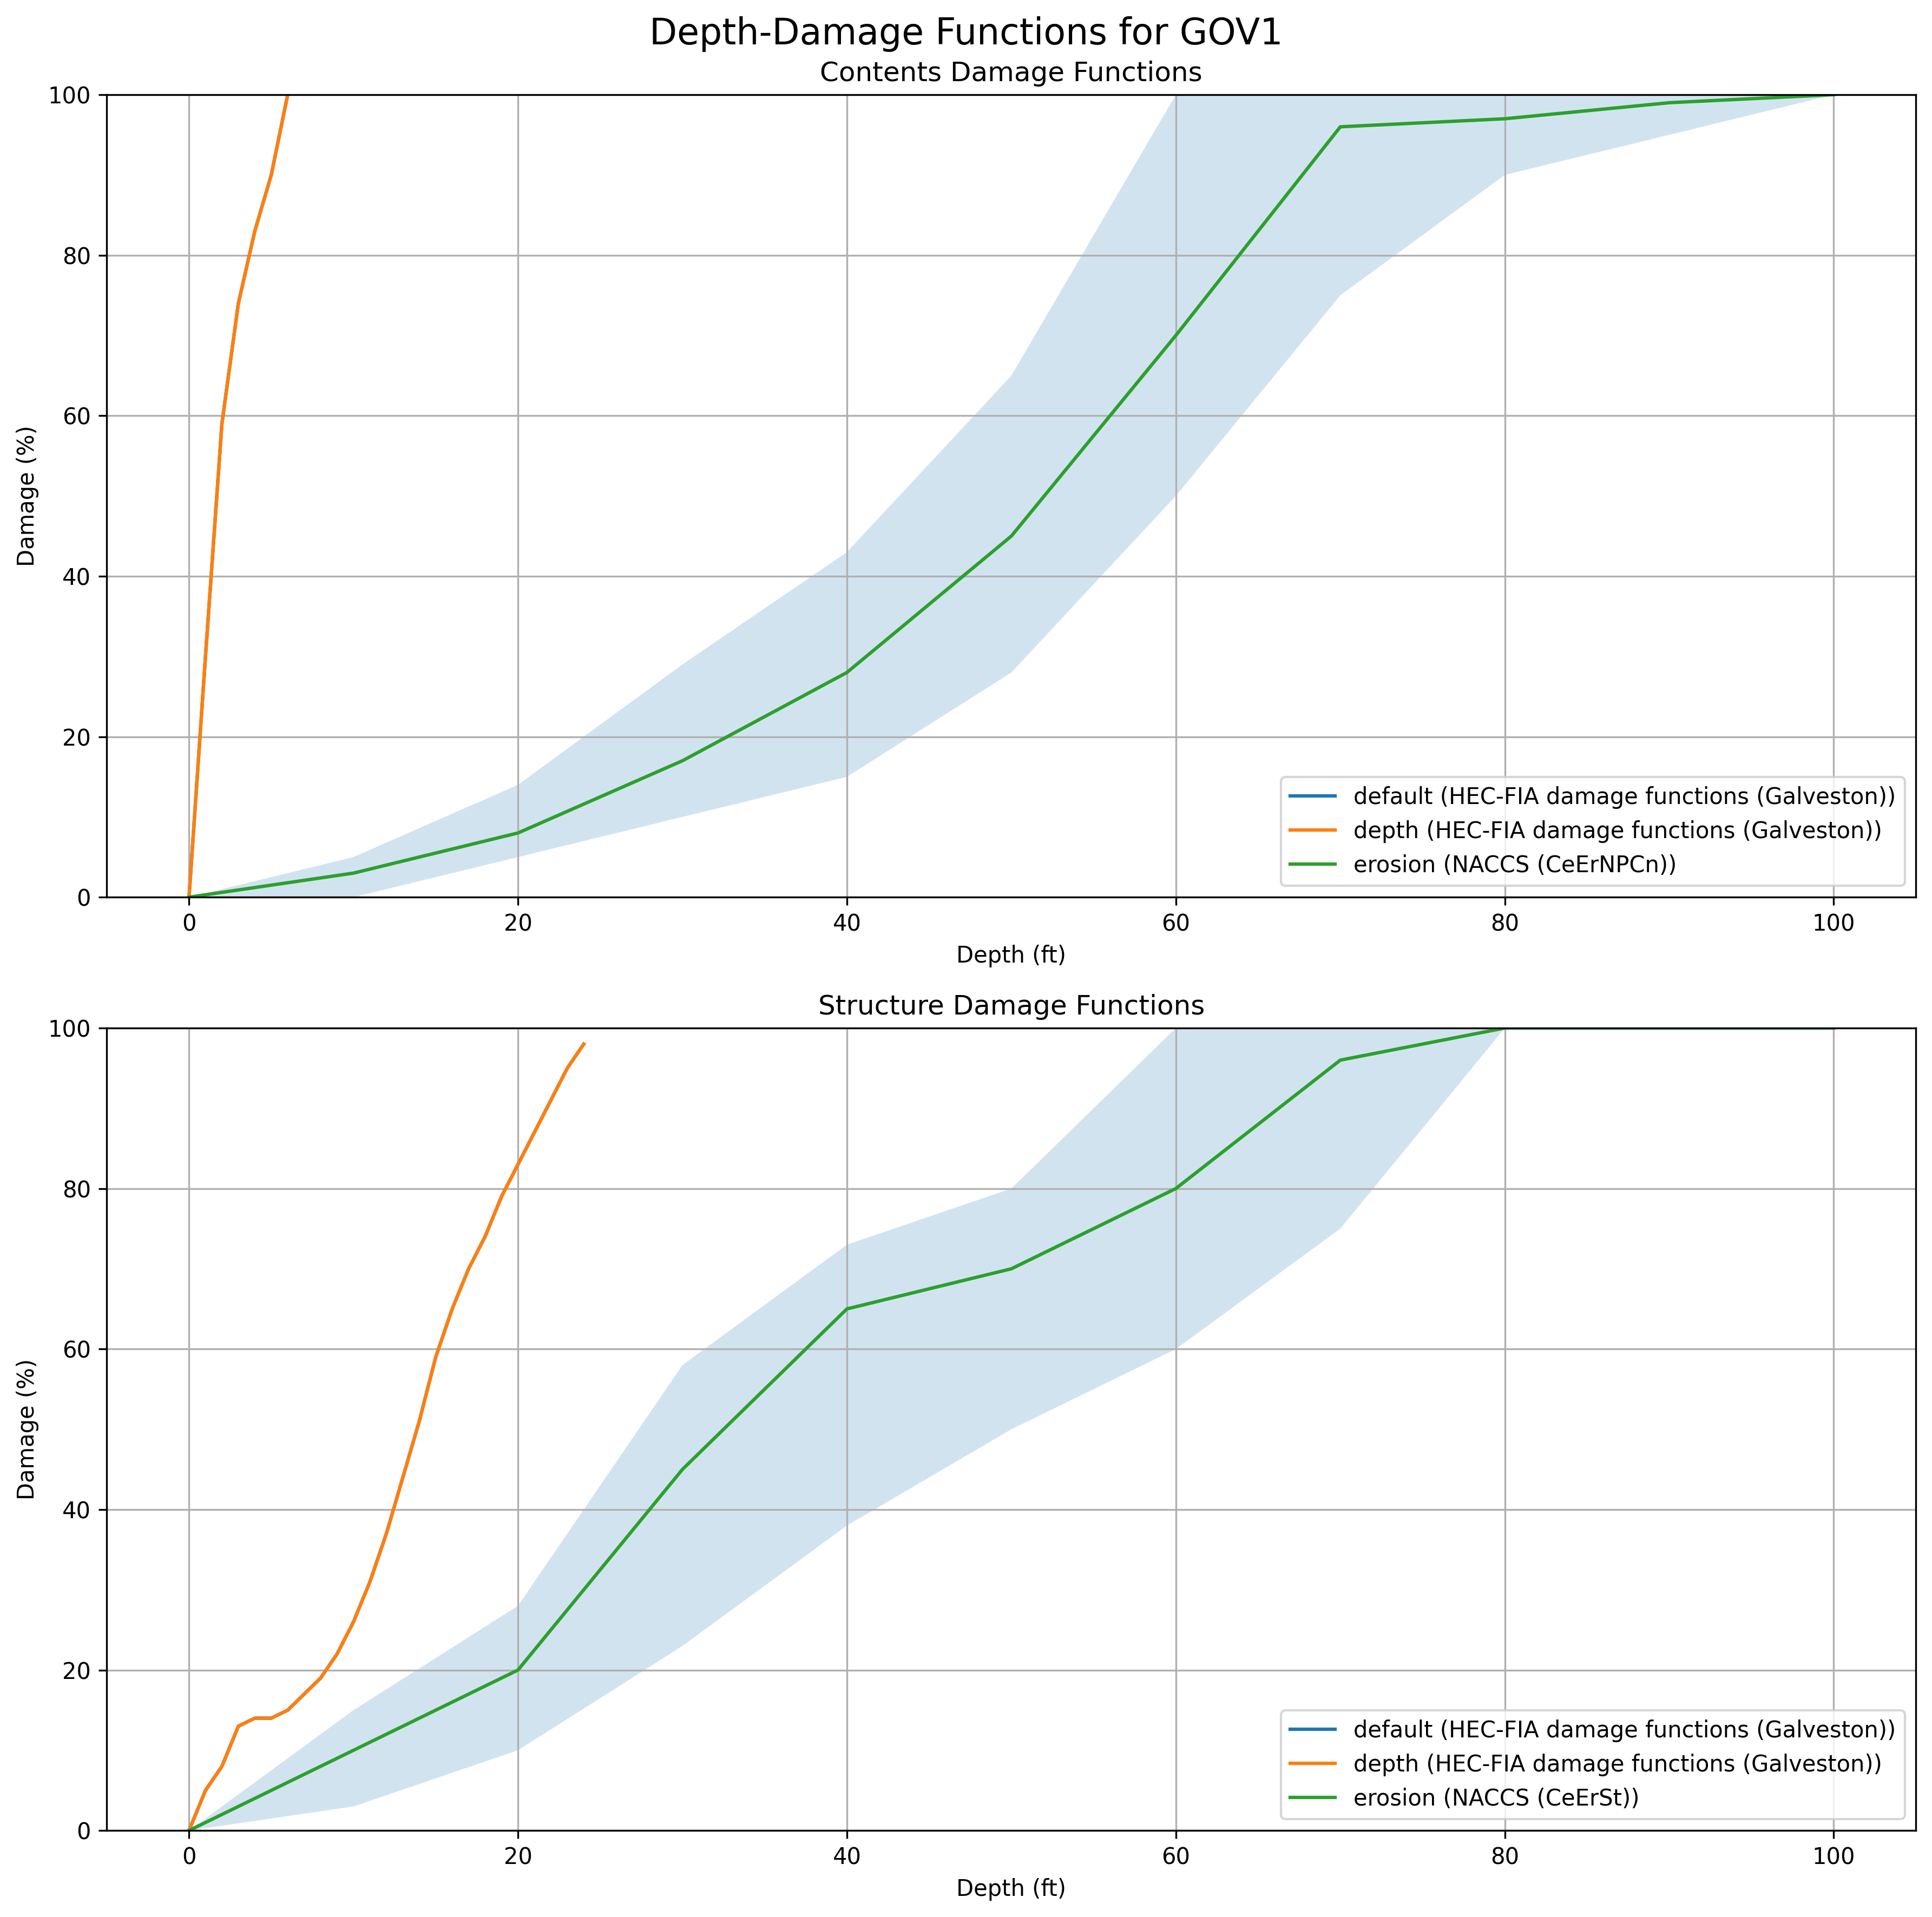 Depth-Damage Functions for GOV1
Contents Damage Functions
100
80
60
40
20
0
Damage (%)
0 20 40 60 80 100
Depth (ft)
default (HEC-FIA damage functions (Galveston))
depth (HEC-FIA damage functions (Galveston))
erosion (NACCS (CeErNPCn))
Structure Damage Functions
100
80
60
40
20
0
Damage (%)
0 20 40 60 80 100
Depth (ft)
default (HEC-FIA damage functions (Galveston))
depth (HEC-FIA damage functions (Galveston))
erosion (NACCS (CeErSt))